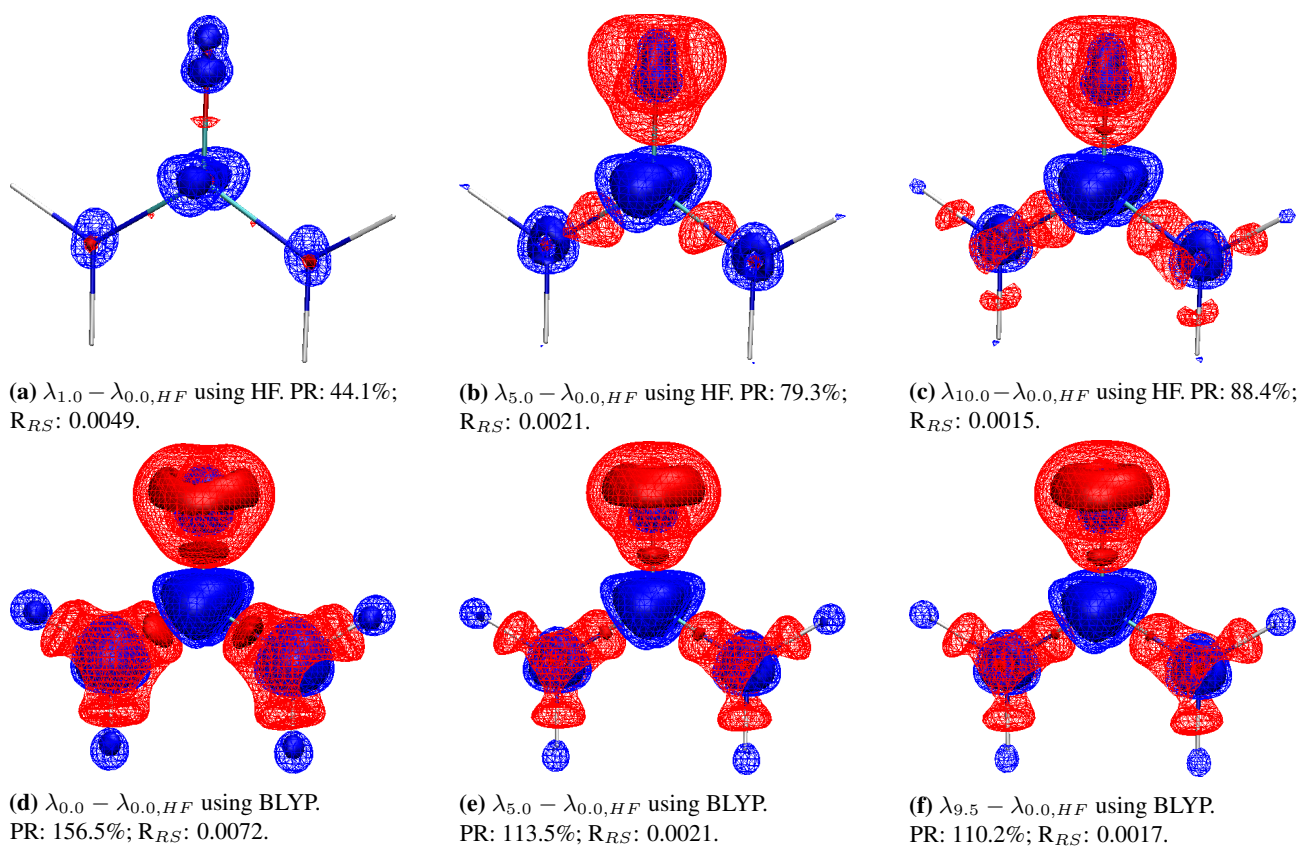 (a) λ1.0 − λ0.0,HF using HF. PR: 44.1%;
RRS: 0.0049.
(b) λ5.0 − λ0.0,HF using HF. PR: 79.3%;
RRS: 0.0021.
(c) λ10.0−λ0.0,HF using HF. PR: 88.4%;
RRS: 0.0015.
(d) λ0.0 − λ0.0,HF using BLYP.
PR: 156.5%; RRS: 0.0072.
(e) λ5.0 − λ0.0,HF using BLYP.
PR: 113.5%; RRS: 0.0021.
(f) λ9.5 − λ0.0,HF using BLYP.
PR: 110.2%; RRS: 0.0017.